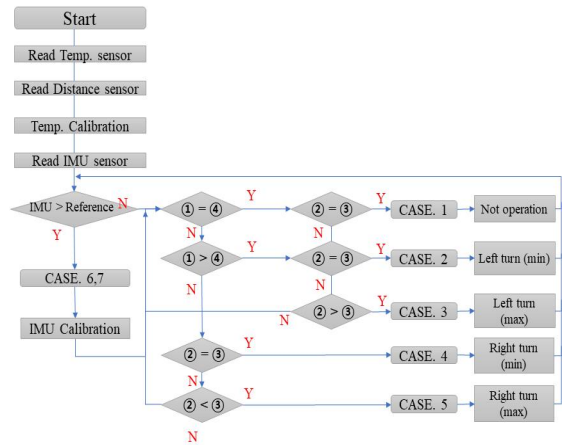 Start
Read Temp. sensor
Read Distance sensor
Temp. Calibration
Read IMU sensor
IMU > Reference
N
Y
CASE. 6,7
IMU Calibration
① = ④
Y
N
② = ③
Y
CASE. 1
Not operation
① > ④
Y
N
② = ③
Y
CASE. 2
Left turn (min)
② > ③
Y
N
CASE. 3
Left turn
(max)
② = ③
Y
N
CASE. 4
Right turn
(min)
② < ③
Y
N
CASE. 5
Right turn
(max)